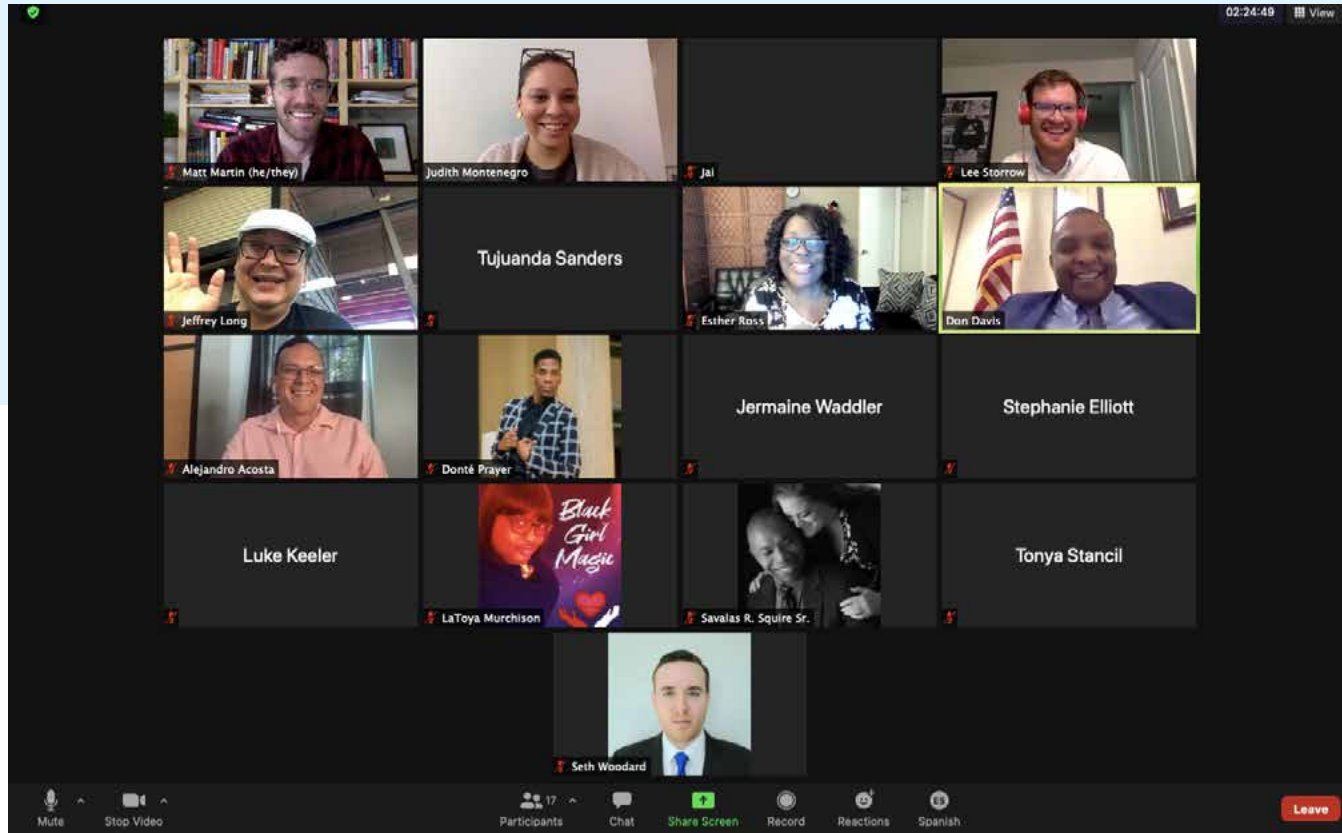 02:24:49 View
Matt Martin (he/they)
Judith Montenegro
Jai
Lee Storrow
Jeffrey Long
Tujuanda Sanders
Esther Ross
Don Davis
Alejandro Acosta
Donté Prayer
Jermaine Waddler
Stephanie Elliott
Luke Keeler
Black
Girl
Magic
LaToya Murchison
Savalas R. Squire Sr.
Tonya Stancil
Seth Woodard
Mute
Stop Video
17
Participants
Chat
Share Screen
Record
Reactions
ES
Spanish
Leave